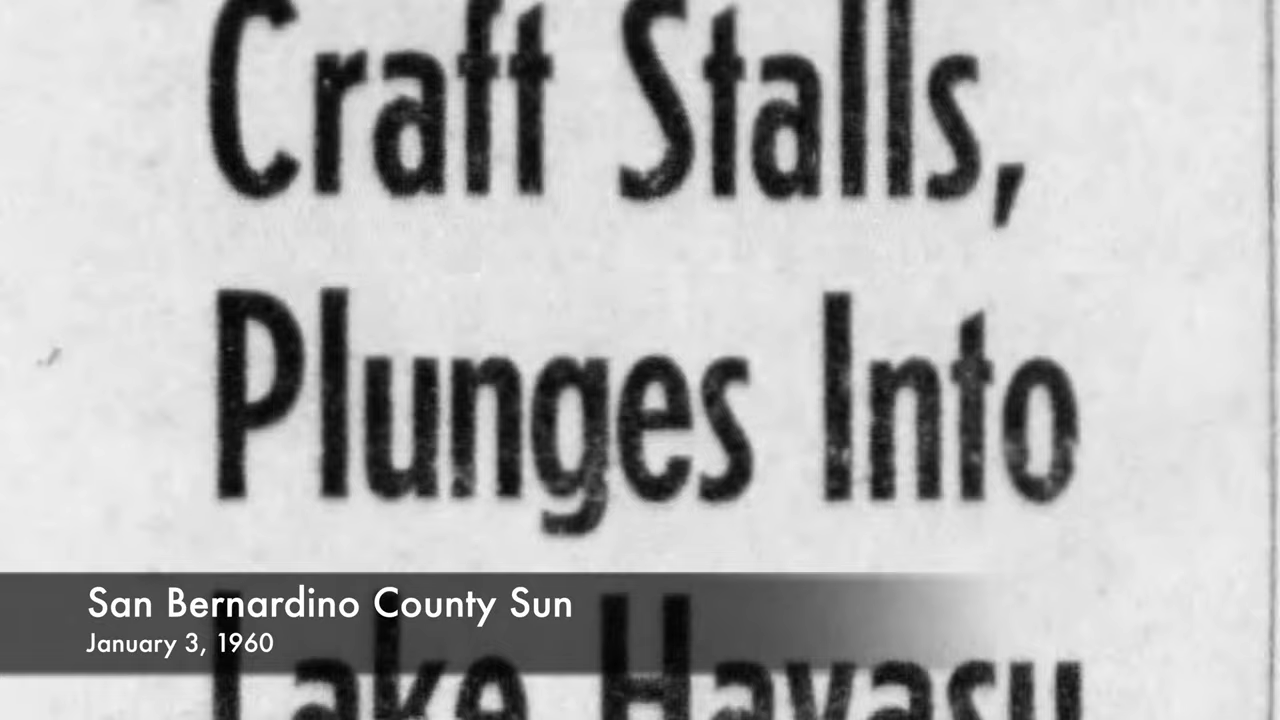 Craft Stalls,
Plunges Into
San Bernardino County Sun
January 3, 1960
Lake Havasu